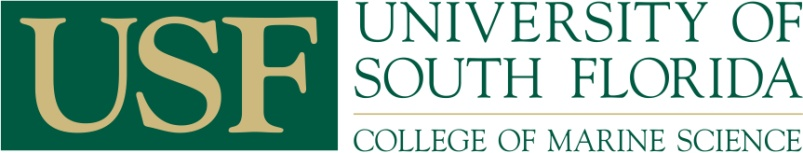 USF
UNIVERSITY OF
SOUTH FLORIDA
COLLEGE OF MARINE SCIENCE